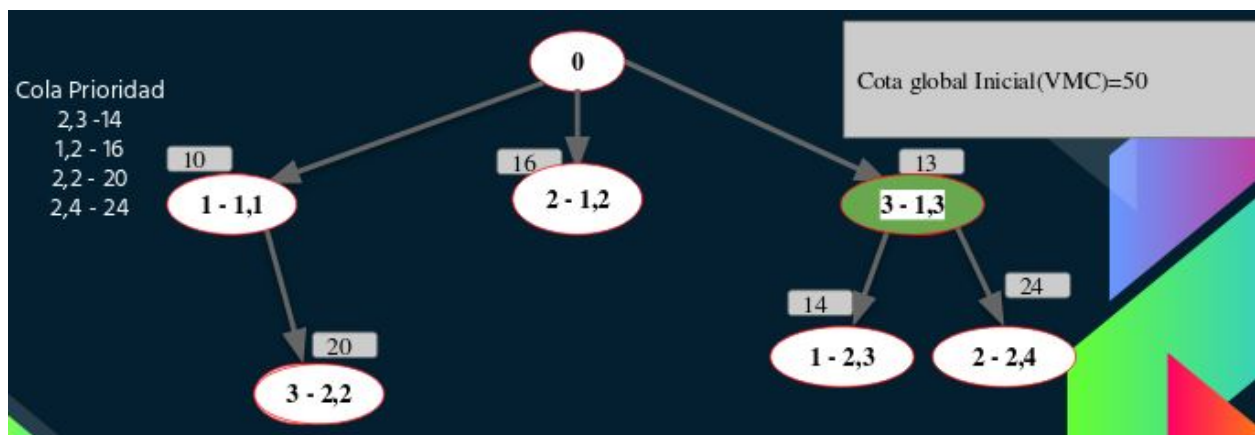 0
Cota global Inicial(VMC)=50
Cola Prioridad
2,3 -14
1,2 - 16
2,2 - 20
2,4 - 24
10
16
13
1 - 1,1
2 - 1,2
3 - 1,3
14
24
20
1 - 2,3
2 - 2,4
3 - 2,2